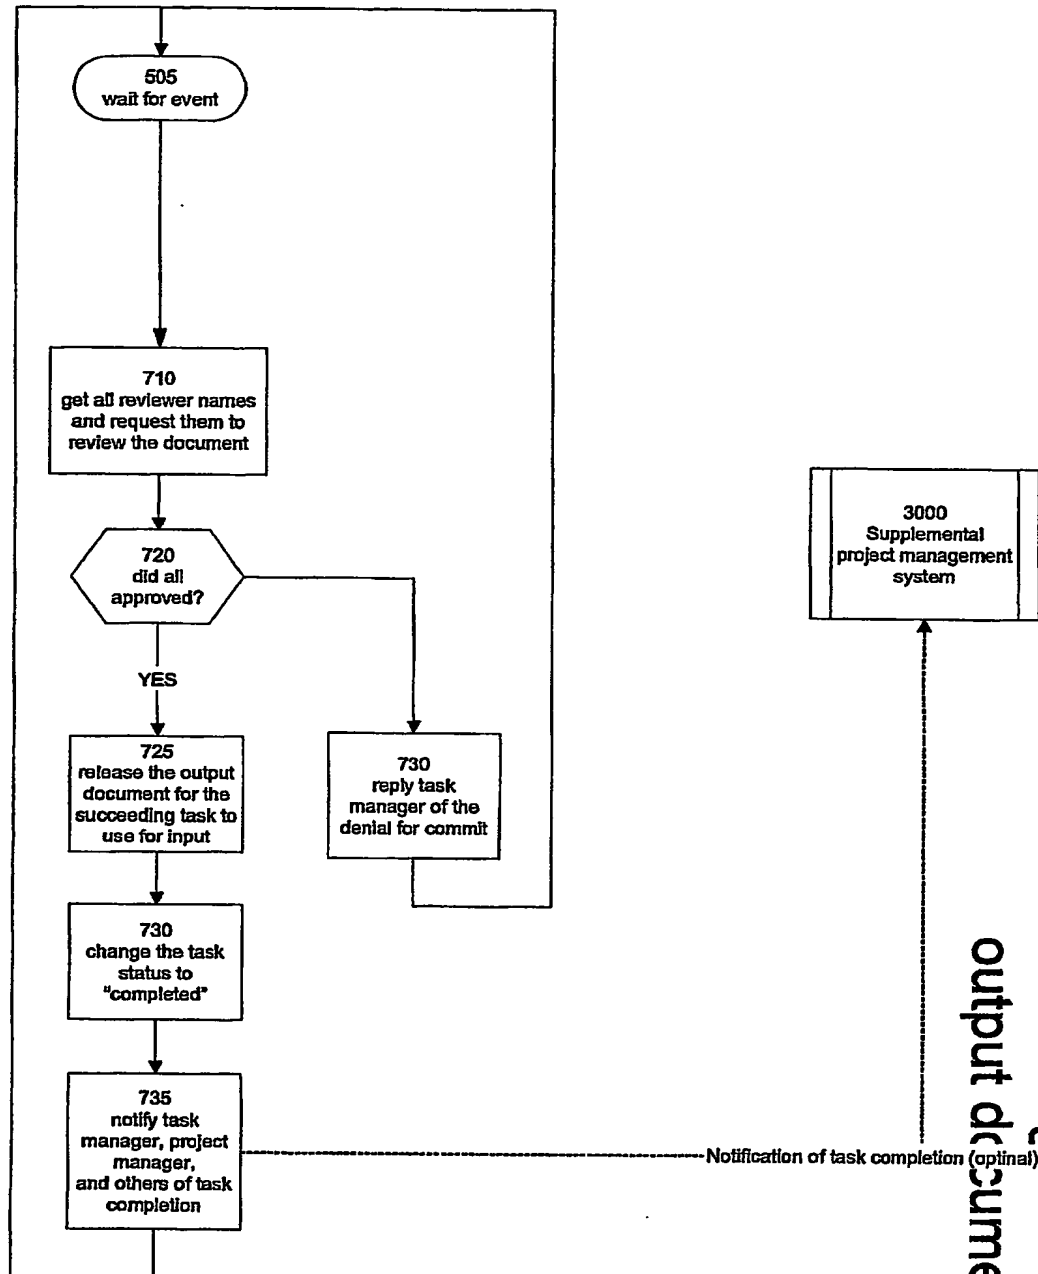 505
wait for event
710
get all reviewer names
and request them to
review the document
720
did all
approved?
YES
725
release the output
document for the
succeeding task to
use for input
730
reply task
manager of the
denial for commit
730
change the task
status to
"completed"
735
notify task
manager, project
manager,
and others of task
completion
3000
Supplemental
project management
system
Notification of task completion (optinal)
output